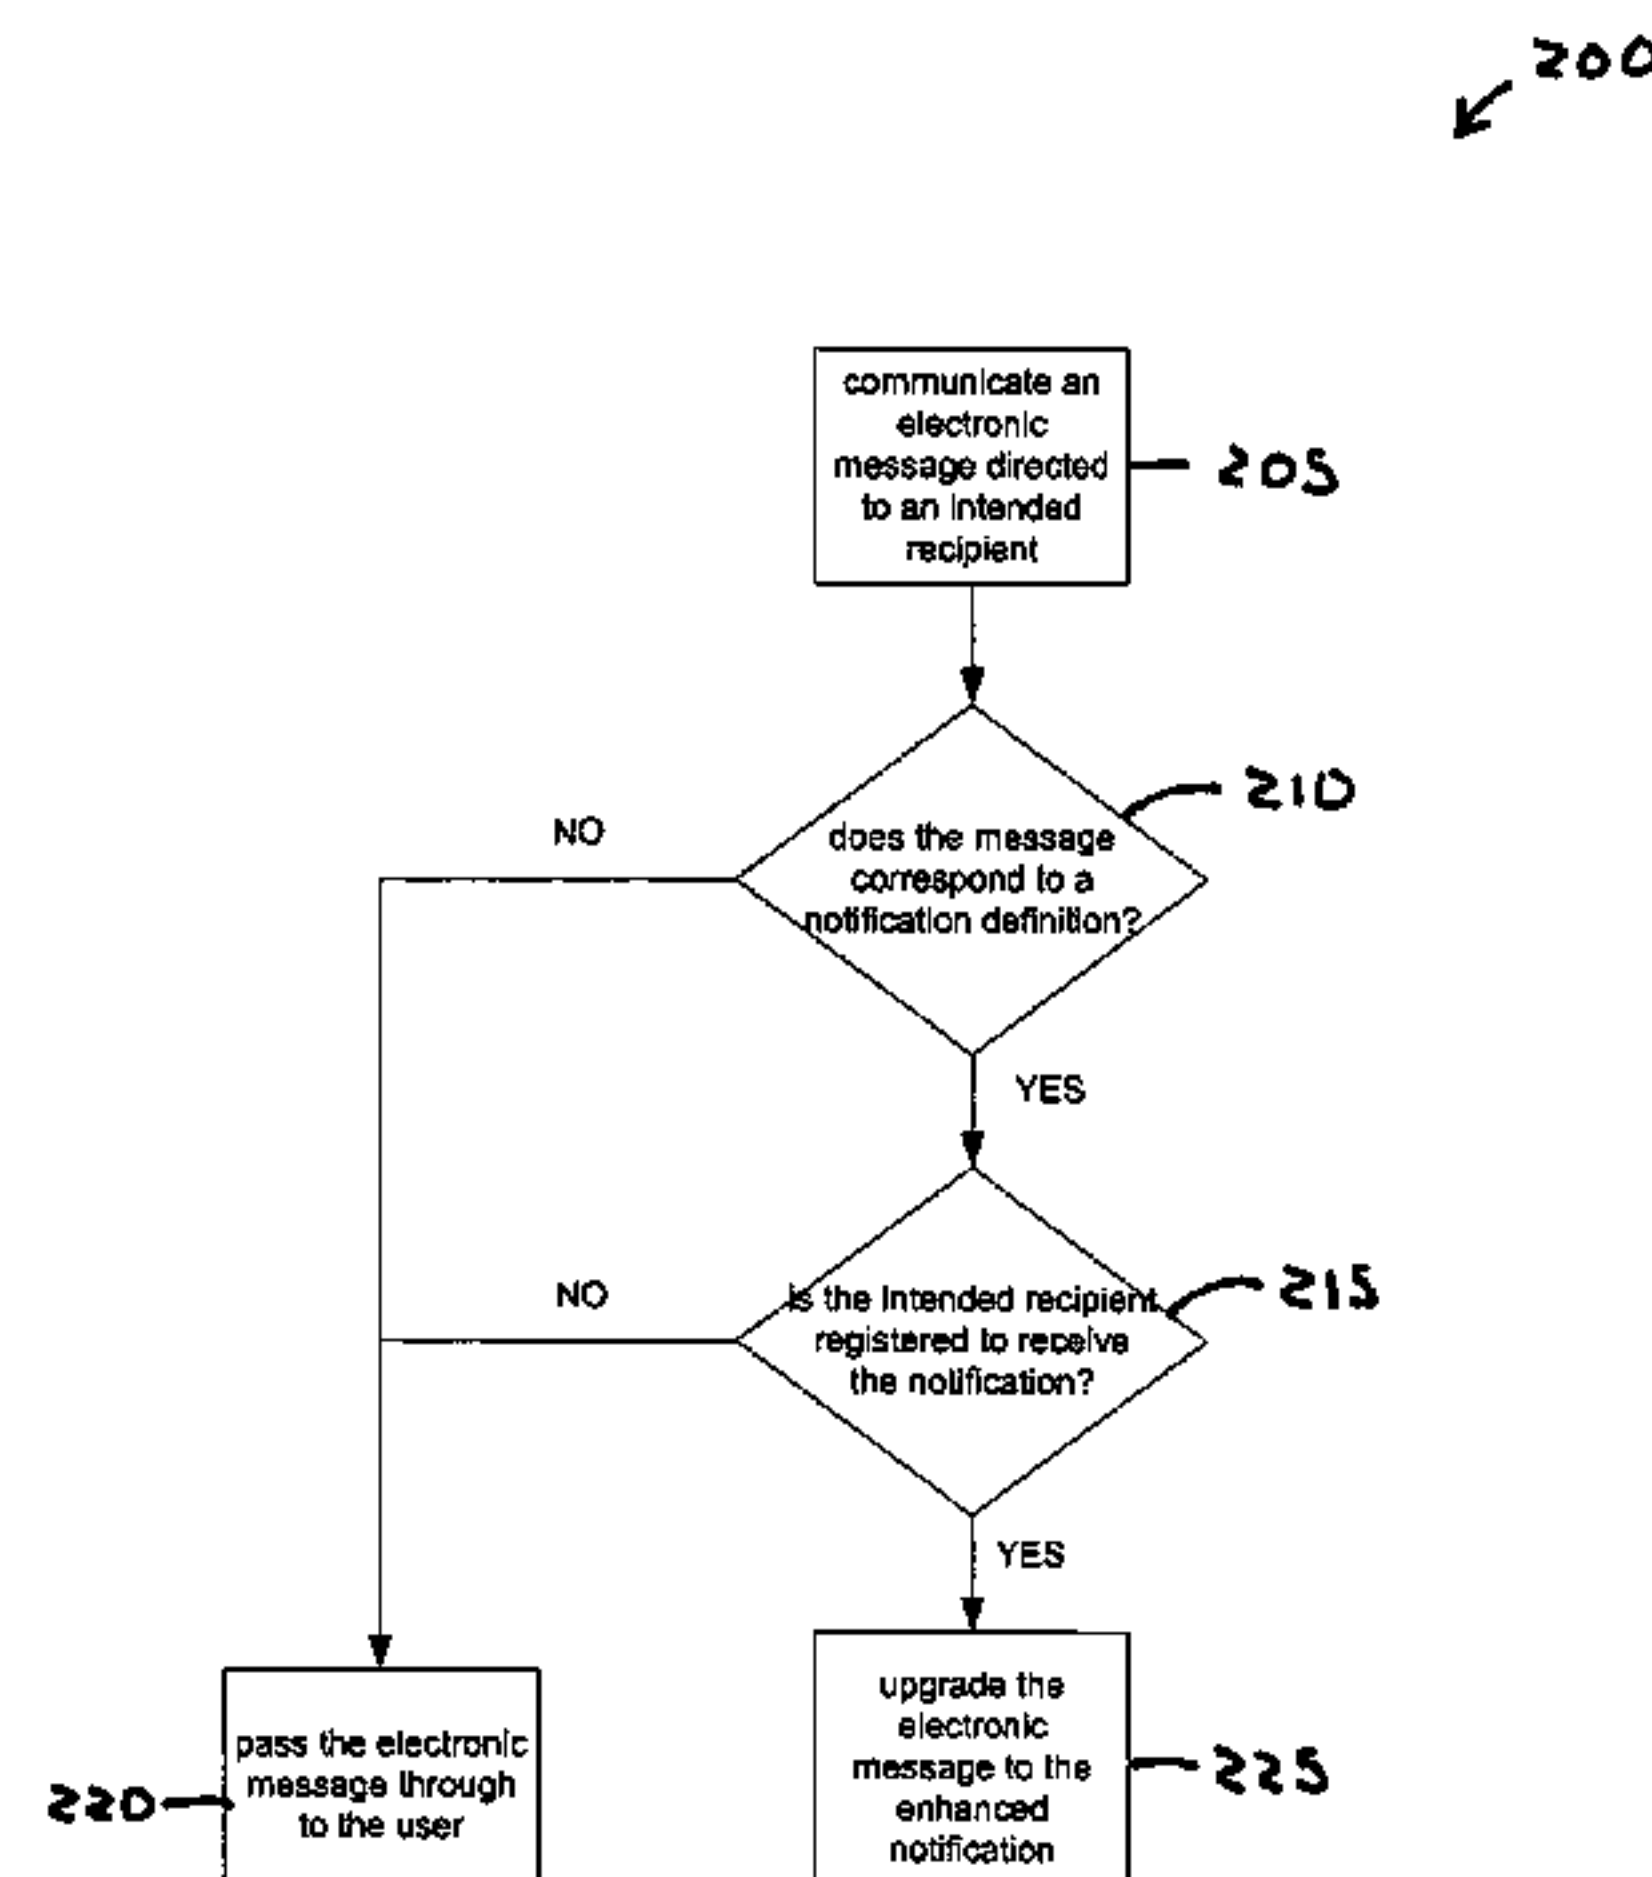 200
communicate an
electronic
message directed
to an intended
recipient
205
210
NO
does the message
correspond to a
notification definition?
YES
215
NO
is the intended recipient
registered to receive
the notification?
YES
upgrade the
electronic
message to the
enhanced
notification
225
pass the electronic
message through
to the user
220